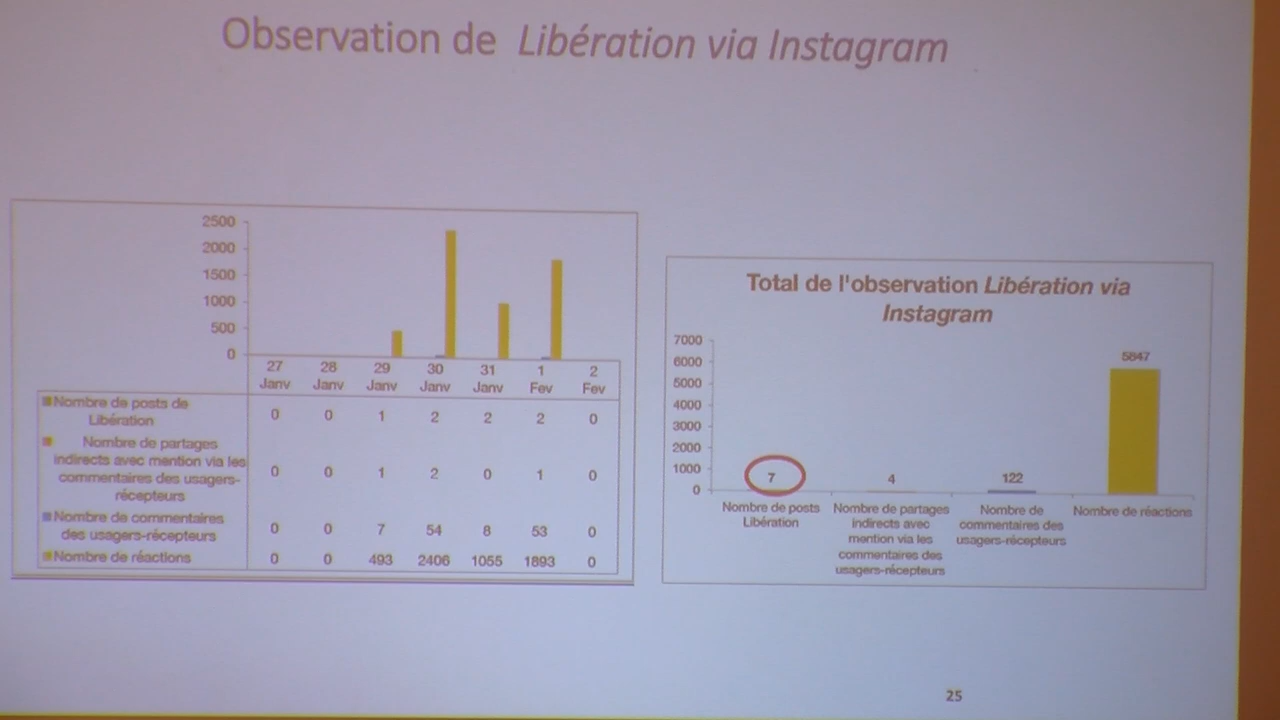 Observation de Libération via Instagram
2500
2000
1500
1000
500
0
27 28 29 30 31 1 2
Janv Janv Janv Janv Janv Fev Fev
Nombre de posts de
Libération
0 0 1 2 2 2 0
Nombre de partages
indirects avec mention via les
commentaires des usagers-
récepteurs
0 0 1 2 0 1 0
Nombre de commentaires
des usagers-récepteurs
0 0 7 54 8 53 0
Nombre de réactions
0 0 493 2406 1055 1893 0
Total de l'observation Libération via
Instagram
7000
6000
5000
4000
3000
2000
1000
0
7 4 122 5847
Nombre de posts
Libération
Nombre de partages
indirects avec
mention via les
commentaires des
usagers-récepteurs
Nombre de
commentaires des
usagers-récepteurs
Nombre de réactions
25